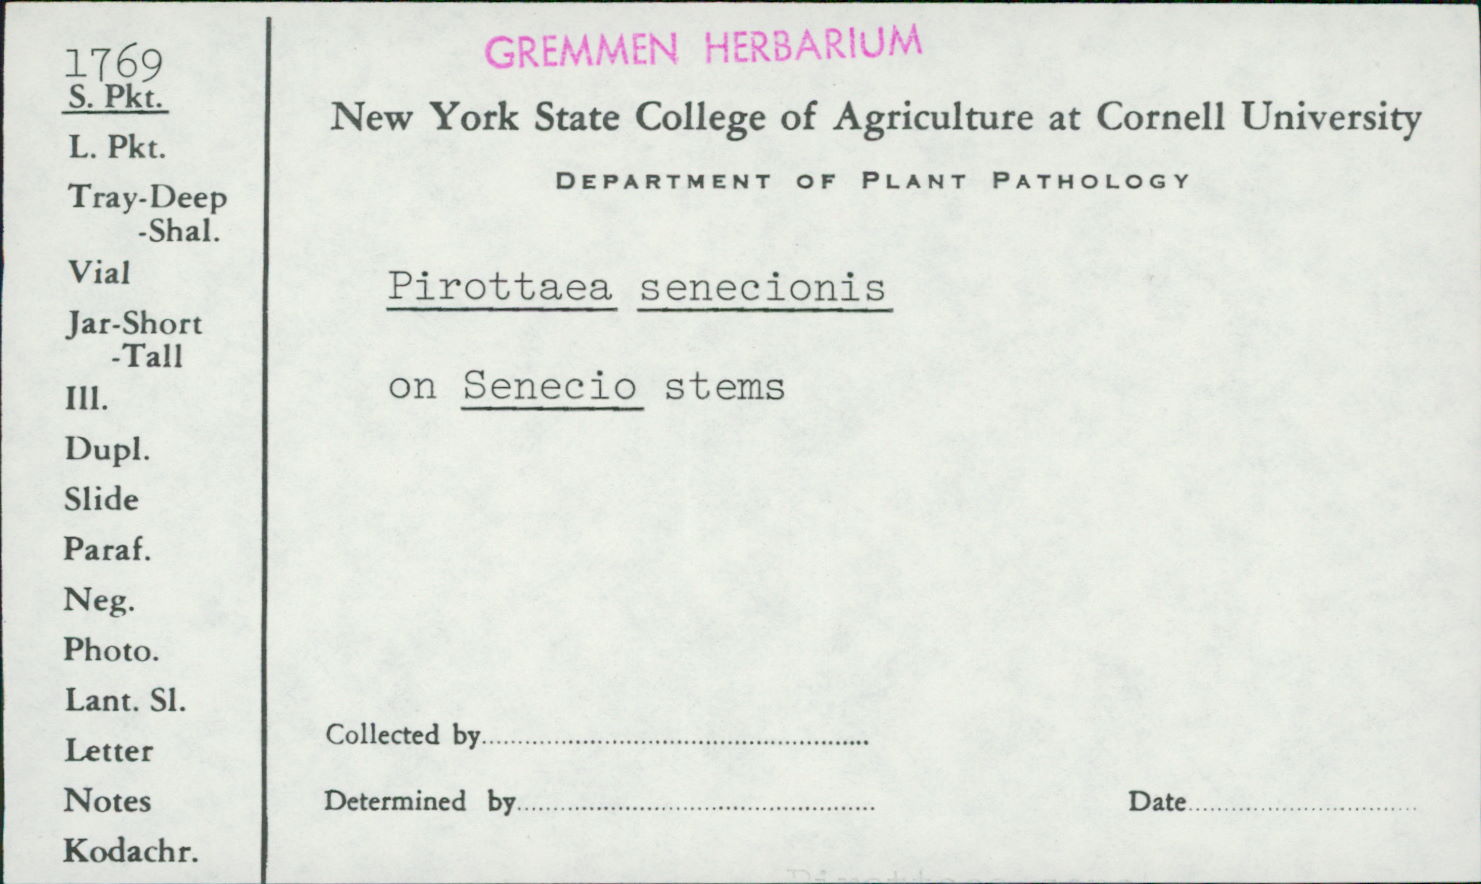 1769
S. Pkt.
L. Pkt.
Tray-Deep
-Shal.
Vial
Jar-Short
-Tall
Ill.
Dupl.
Slide
Paraf.
Neg.
Photo.
Lant. Sl.
Letter
Notes
Kodachr.
GREMMEN HERBARIUM
New York State College of Agriculture at Cornell University
DEPARTMENT OF PLANT PATHOLOGY
Pirottaea senecionis
on Senecio stems
Collected by
Determined by
Date